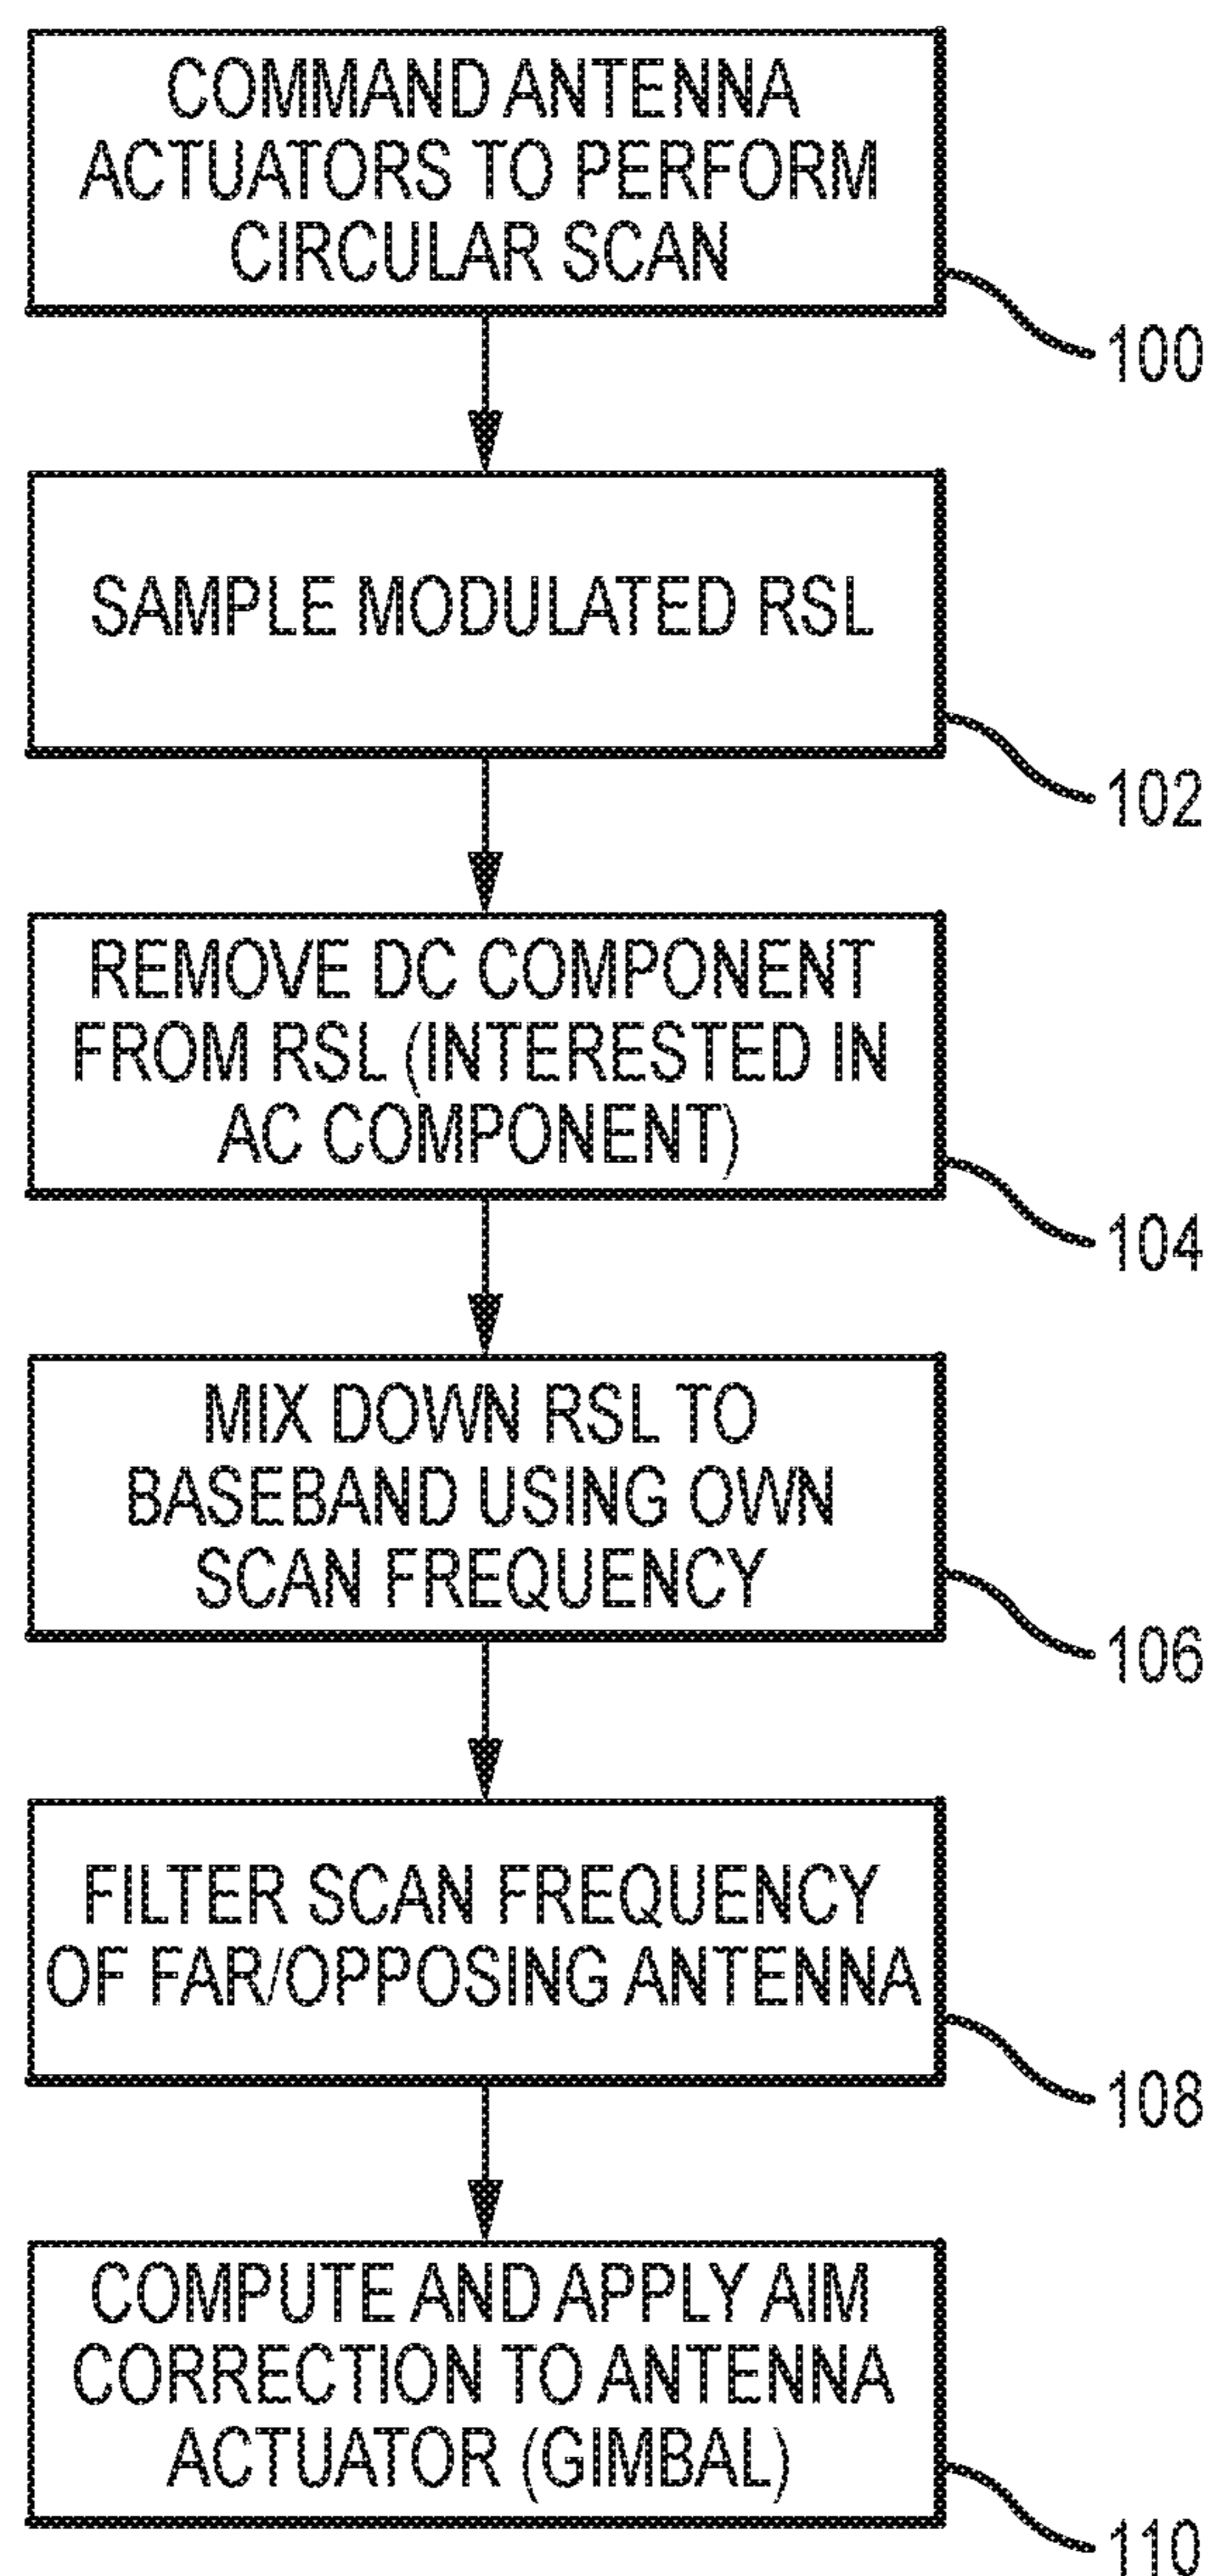 COMMAND ANTENNA
ACTUATORS TO PERFORM
CIRCULAR SCAN
100
SAMPLE MODULATED RSL
102
REMOVE DC COMPONENT
FROM RSL (INTERESTED IN
AC COMPONENT)
104
MIX DOWN RSL TO
BASEBAND USING OWN
SCAN FREQUENCY
106
FILTER SCAN FREQUENCY
OF FAR/OPPOSING ANTENNA
108
COMPUTE AND APPLY AIM
CORRECTION TO ANTENNA
ACTUATOR (GIMBAL)
110